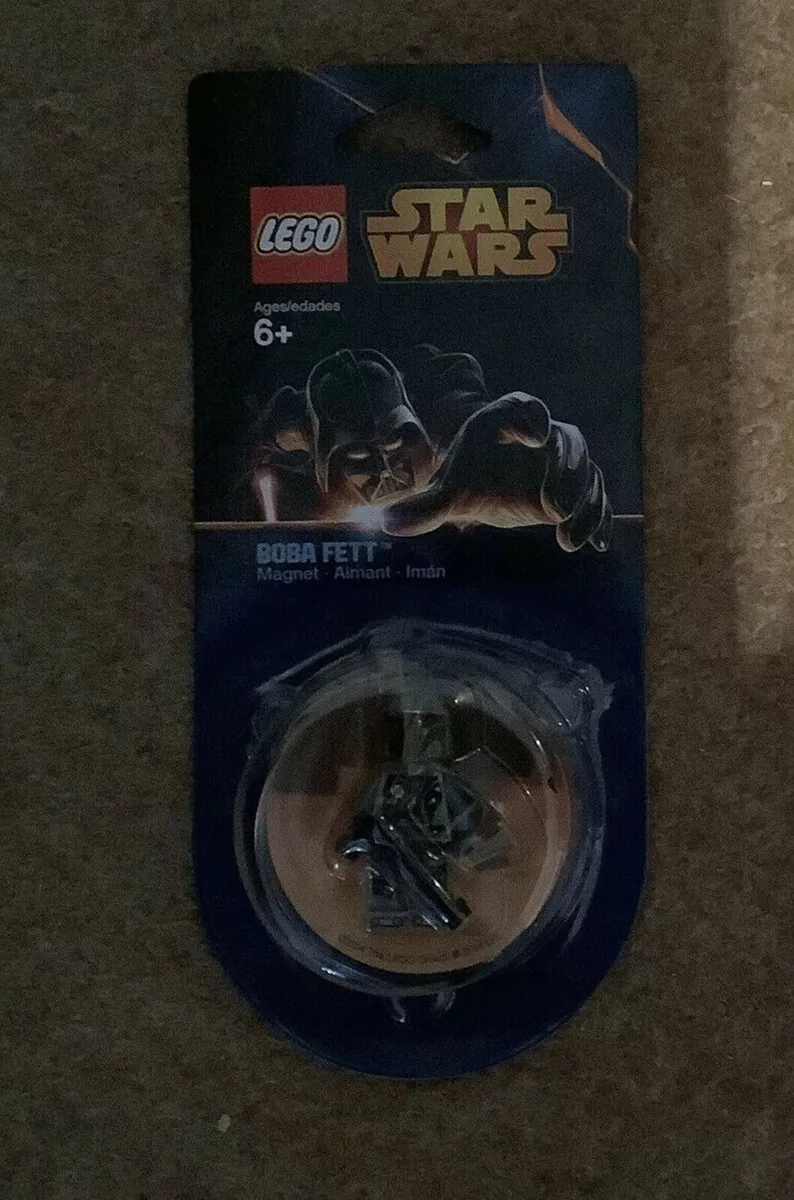 LEGO
STAR
WARS
Ages/edades
6+
BOBA FETT™
Magnet · Aimant · Imán